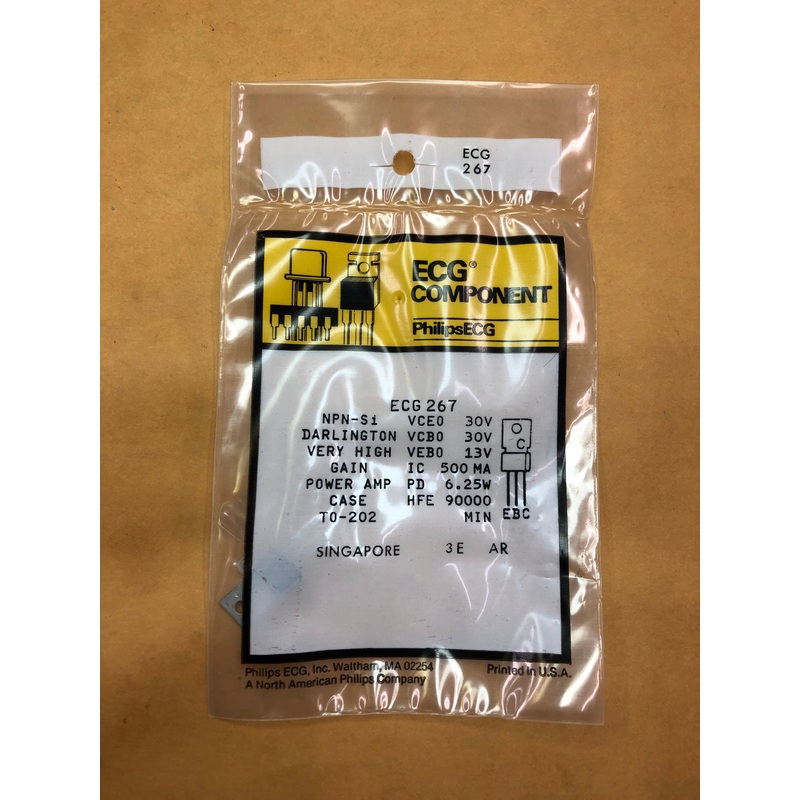 ECG
267
ECG®
COMPONENT
PhilipsECG
ECG 267
NPN-Si VCEO 30V
DARLINGTON VCBO 30V
VERY HIGH VEBO 13V
GAIN IC 500 MA
POWER AMP PD 6.25W
CASE HFE 90000
TO-202 MIN
C
EBC
SINGAPORE 3E AR
Philips ECG, Inc. Waltham, MA 02254
A North American Philips Company
Printed in U.S.A.